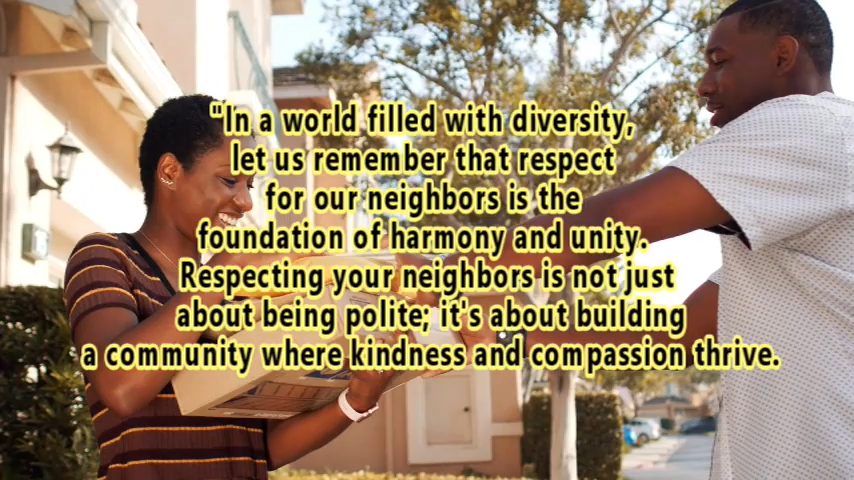 "In a world filled with diversity,
let us remember that respect
for our neighbors is the
foundation of harmony and unity.
Respecting your neighbors is not just
about being polite; it's about building
a community where kindness and compassion thrive.